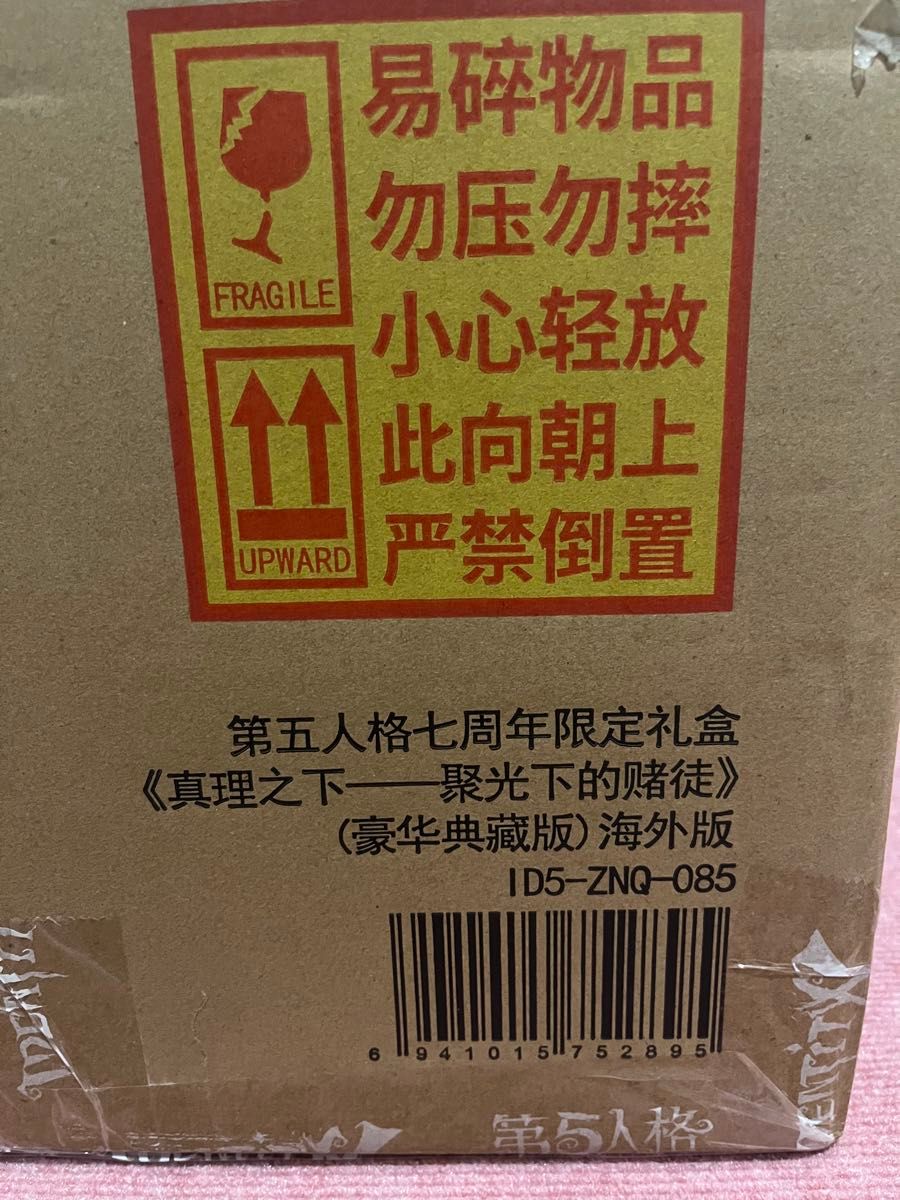 易碎物品
勿压勿摔
FRAGILE
小心轻放
此向朝上
UPWARD
严禁倒置
第五人格七周年限定礼盒
《真理之下——聚光下的赌徒》
(豪华典藏版)海外版
ID5-ZNQ-085
6 941015 752895
IDENTITY
IDENTITY
第5人格